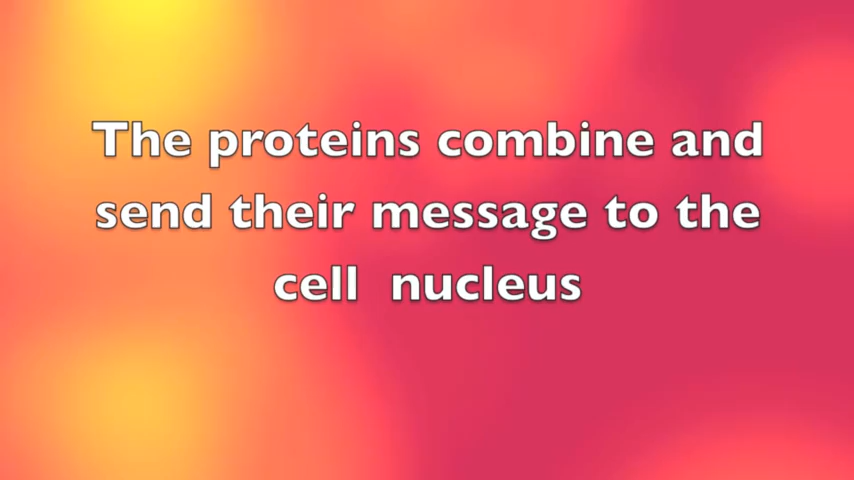 The proteins combine and
send their message to the
cell  nucleus